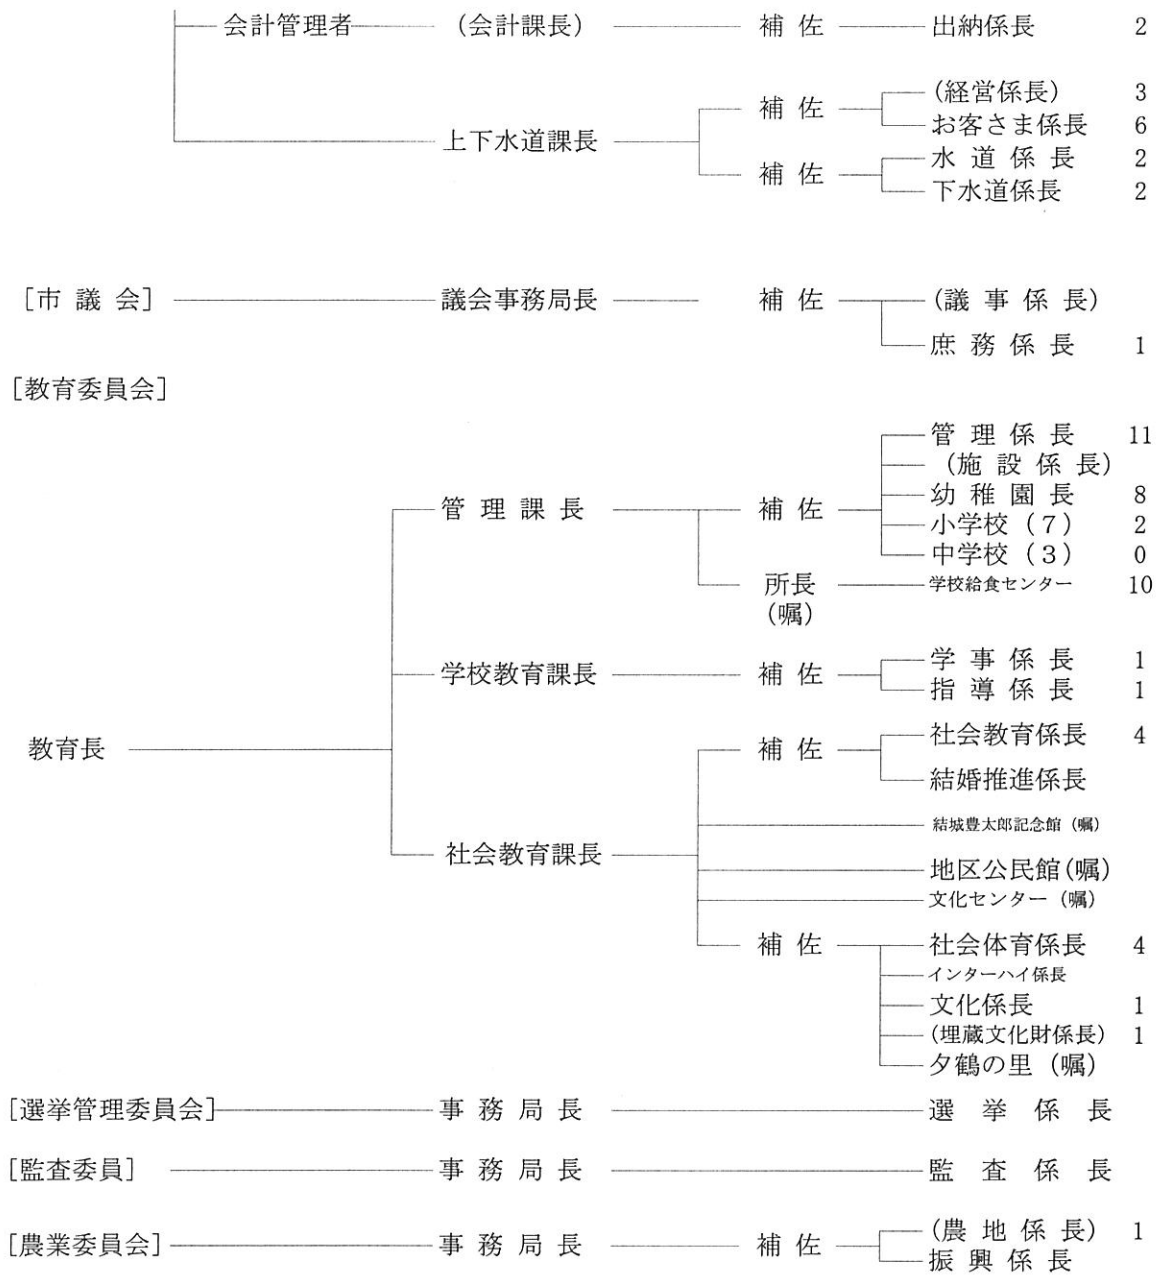 会計管理者 (会計課長) 補 佐 出納係長 2
(経営係長) 3
補 佐
お客さま係長 6
上下水道課長
水 道 係 長 2
補 佐
下水道係長 2
[市 議 会] 議会事務局長 補 佐 (議 事 係 長)
庶 務 係 長 1
[教育委員会]
管 理 係 長 11
(施 設 係 長)
幼 稚 園 長 8
管 理 課 長 補 佐
小学校(7) 2
中学校(3) 0
所長 学校給食センター 10
(嘱)
学 事 係 長 1
学校教育課長 補 佐
指 導 係 長 1
社会教育係長 4
教育長 補 佐
結婚推進係長
結城豊太郎記念館(嘱)
社会教育課長
地区公民館(嘱)
文化センター(嘱)
補 佐 社会体育係長 4
インターハイ係長
文化係長 1
(埋蔵文化財係長) 1
夕鶴の里(嘱)
[選挙管理委員会] 事 務 局 長 選 挙 係 長
[監査委員] 事 務 局 長 監 査 係 長
(農 地 係 長) 1
[農業委員会] 事 務 局 長 補 佐
振 興 係 長